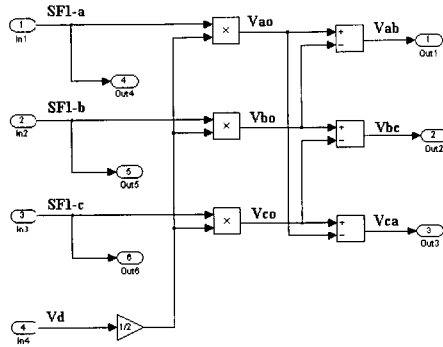 SF1-a
1
In1
×
Vao
+
−
Vab
1
Out1
4
Out4
SF1-b
2
In2
×
Vbo
+
−
Vbc
2
Out2
5
Out5
SF1-c
3
In3
×
Vco
+
−
Vca
3
Out3
6
Out6
Vd
4
In4
1/2